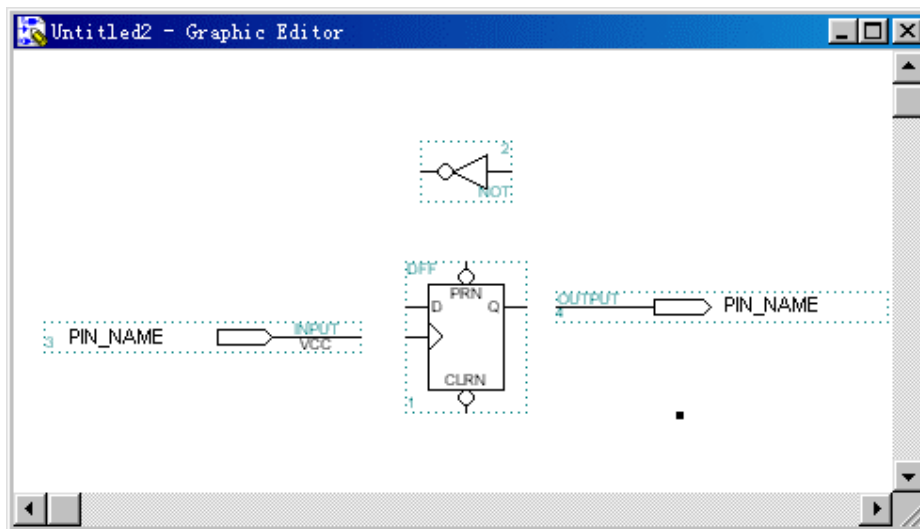 Untitled2 - Graphic Editor
2
NOT
DFF
PRN
D
Q
CLRN
1
OUTPUT
4
PIN_NAME
3
PIN_NAME
INPUT
VCC